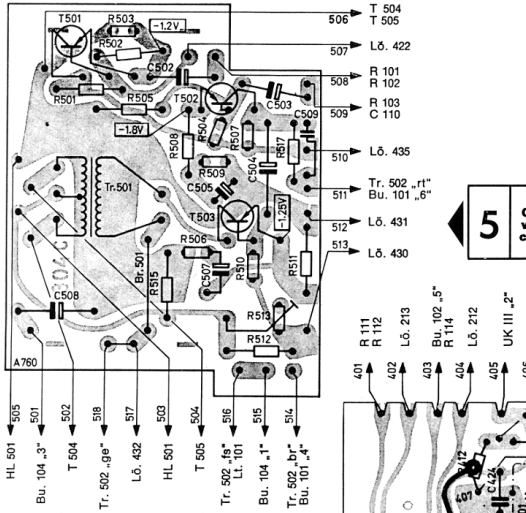 T501
R503
-1.2V
R502
C502
R501
R505
T502
C503
-1.8V
R504
R507
C509
R508
R517
C504
R509
C505
Tr.501
T503
-1.25V
R506
Br.501
C507
R510
R511
R515
304C
C508
R513
R512
A760
506
T 504
T 505
507
Lö. 422
508
R 101
R 102
509
R 103
C 110
510
Lö. 435
511
Tr. 502 „rt"
Bu. 101 „6"
512
Lö. 431
513
Lö. 430
5
505
HL 501
501
Bu. 104 „3"
502
T 504
518
Tr. 502 „ge"
517
Lö. 432
503
HL 501
504
T 505
516
Tr. 502 „fs"
Lt. 101
515
Bu. 104 „1"
514
Tr. 502 „br"
Bu. 101 „4"
R 111
R 112
401
Lö. 213
402
Bu. 102 „5"
R 114
403
Lö. 212
404
UK III „2"
405
C424
407